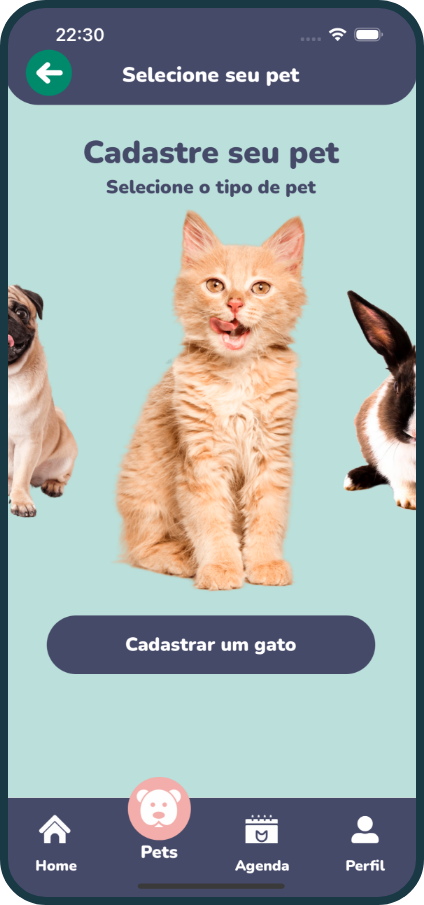 22:30
Selecione seu pet
Cadastre seu pet
Selecione o tipo de pet
Cadastrar um gato
Home
Pets
Agenda
Perfil